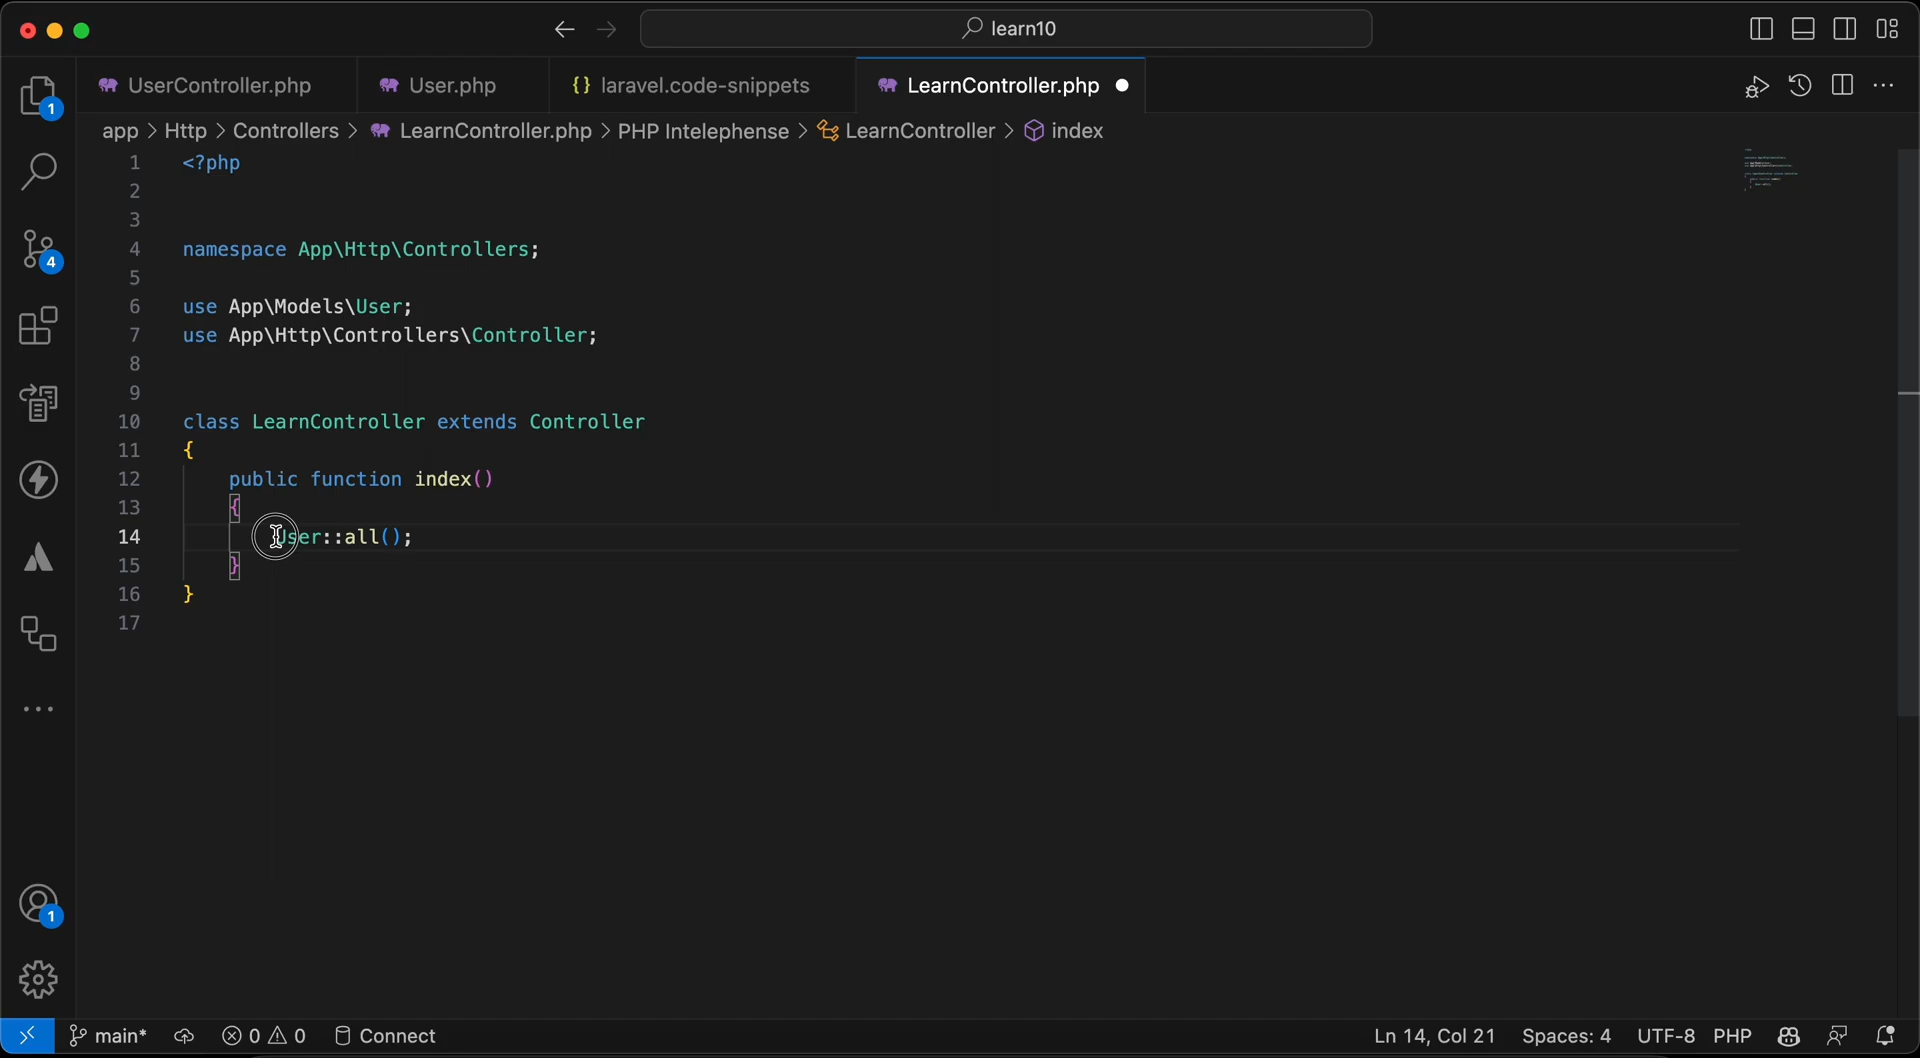 learn10
UserController.php
User.php
{} laravel.code-snippets
LearnController.php
app > Http > Controllers > LearnController.php > PHP Intelephense > LearnController > index
1 <?php
2
3
4 namespace App\Http\Controllers;
5
6 use App\Models\User;
7 use App\Http\Controllers\Controller;
8
9
10 class LearnController extends Controller
11 {
12 public function index()
13 {
14 User::all();
15 }
16 }
17
1
4
1
main* 0 0 Connect
Ln 14, Col 21 Spaces: 4 UTF-8 PHP